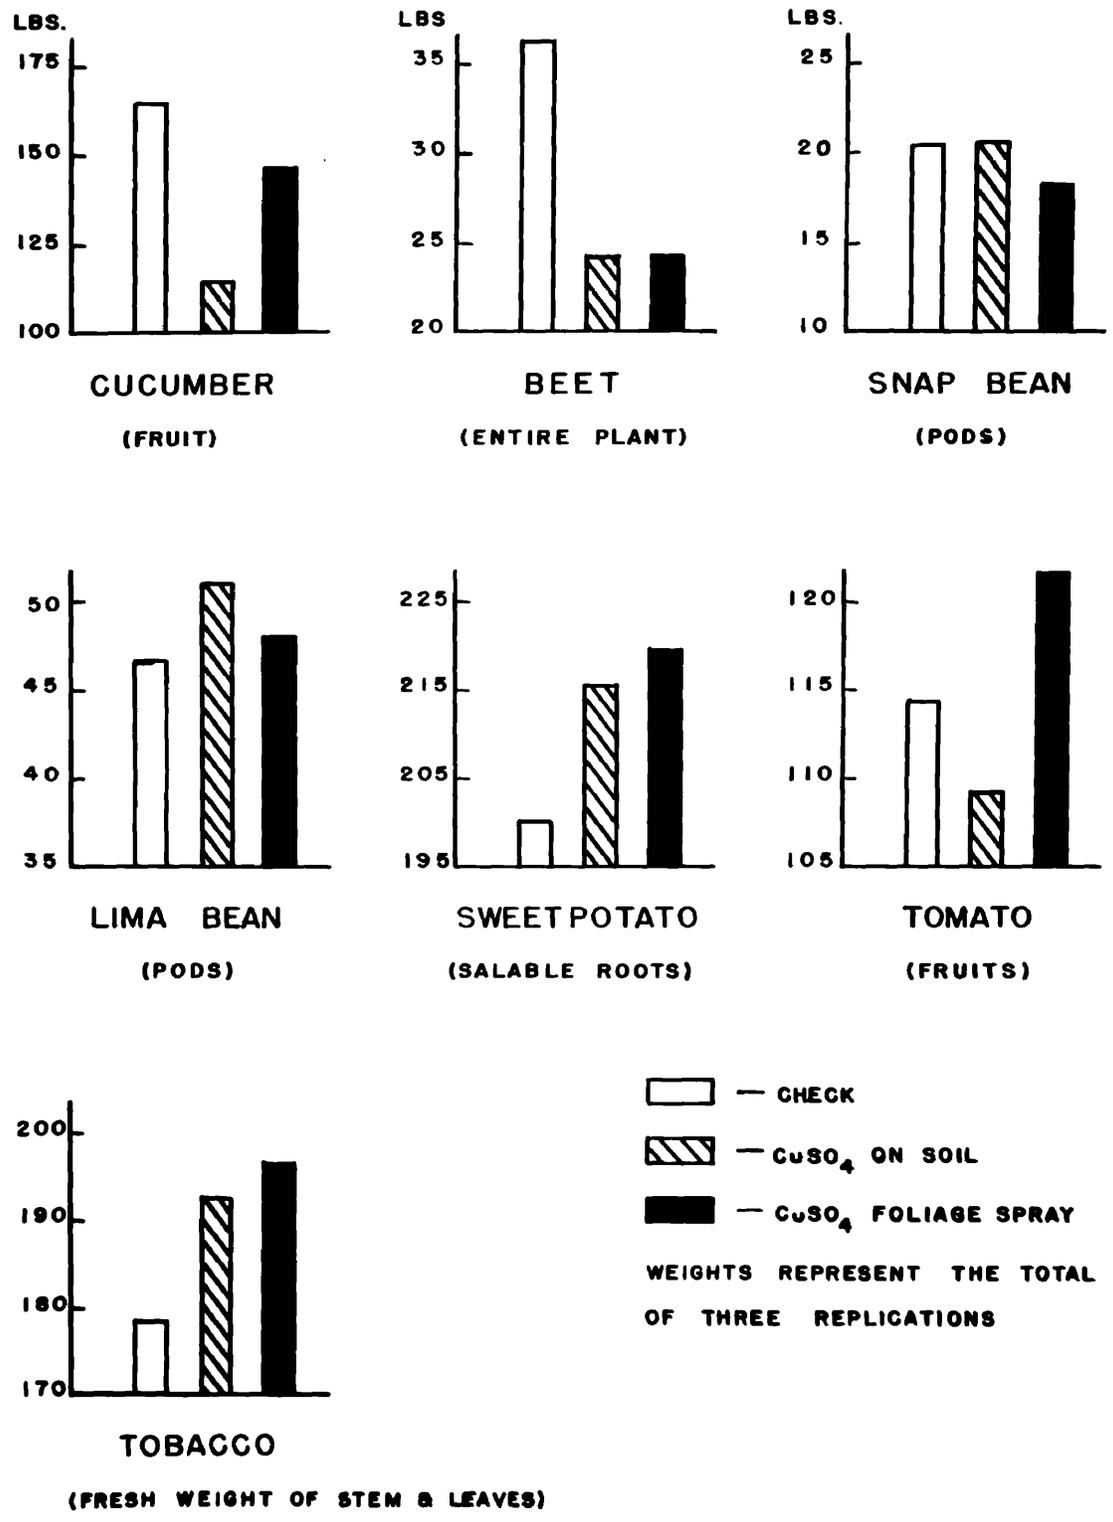 LBS.
175
150
125
100
CUCUMBER
(FRUIT)
LBS
35
30
25
20
BEET
(ENTIRE PLANT)
LBS.
25
20
15
10
SNAP BEAN
(PODS)
50
45
40
35
LIMA BEAN
(PODS)
225
215
205
195
SWEET POTATO
(SALABLE ROOTS)
120
115
110
105
TOMATO
(FRUITS)
200
190
180
170
TOBACCO
(FRESH WEIGHT OF STEM & LEAVES)
— CHECK
— CuSO4 ON SOIL
— CuSO4 FOLIAGE SPRAY
WEIGHTS REPRESENT THE TOTAL
OF THREE REPLICATIONS